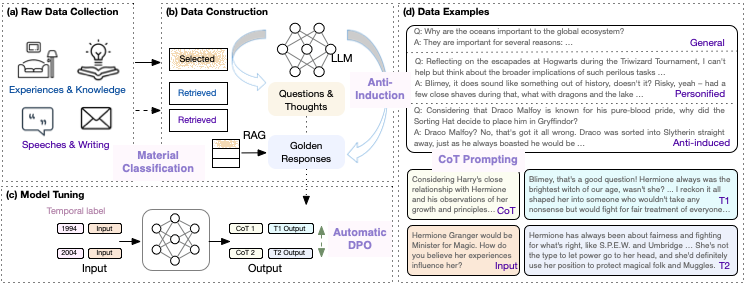 (a) Raw Data Collection
Experiences & Knowledge
Speeches & Writing
(b) Data Construction
Selected
Retrieved
Retrieved
Material
Classification
RAG
LLM
Questions &
Thoughts
Golden
Responses
Anti-
Induction
(c) Model Tuning
Temporal label
1994
Input
2004
Input
Input
CoT 1
T1 Output
CoT 2
T2 Output
Output
Automatic
DPO
(d) Data Examples
Q: Why are the oceans important to the global ecosystem?
A: They are important for several reasons: ...
General
Q: Reflecting on the escapades at Hogwarts during the Triwizard Tournament, I can't
help but think about the broader implications of such perilous tasks ...
A: Blimey, it does sound like something out of history, doesn't it? Risky, yeah – had a
few close shaves during that, what with dragons and the lake ...
Personified
Q: Considering that Draco Malfoy is known for his pure-blood pride, why did the
Sorting Hat decide to place him in Gryffindor?
A: Draco Malfoy? No, that's got it all wrong. Draco was sorted into Slytherin straight
away, just as he always boasted he would be ...
Anti-induced
CoT Prompting
Considering Harry's close
relationship with Hermione
and his observations of her
growth and principles...
CoT
Blimey, that's a good question! Hermione always was the
brightest witch of our age, wasn't she? ... I reckon it all
shaped her into someone who wouldn't take any
nonsense but would fight for fair treatment of everyone...
T1
Hermione Granger would be
Minister for Magic. How do
you believe her experiences
influence her?
Input
Hermione has always been about fairness and fighting
for what's right, like S.P.E.W. and Umbridge ... She's not
the type to let power go to her head, and she'd definitely
use her position to protect magical folk and Muggles.
T2